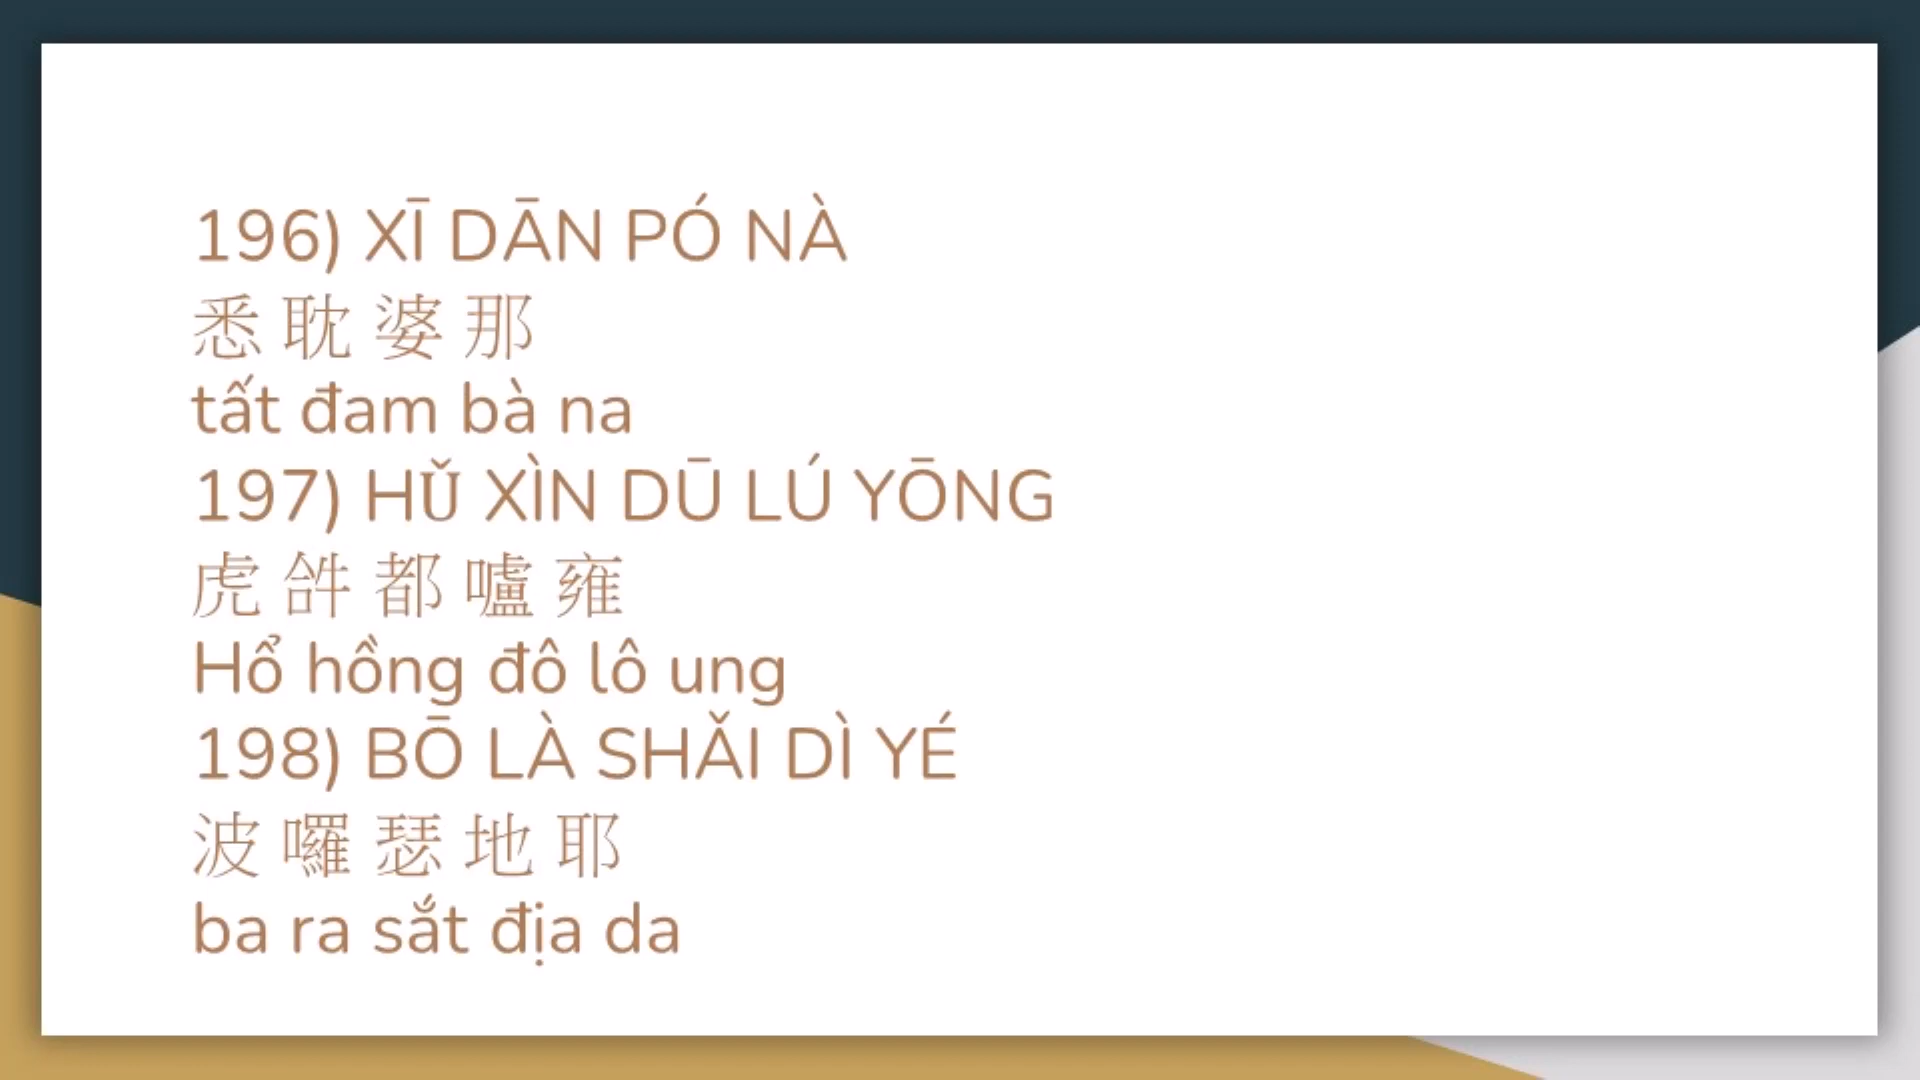 196) XĪ DĀN PÓ NÀ
悉 耽 婆 那
tất đam bà na
197) HǓ XÌN DŪ LÚ YŌNG
虎 𤙖 都 嚧 雍
Hổ hồng đô lô ung
198) BŌ LÀ SHǍI DÌ YÉ
波 囉 瑟 地 耶
ba ra sắt địa da